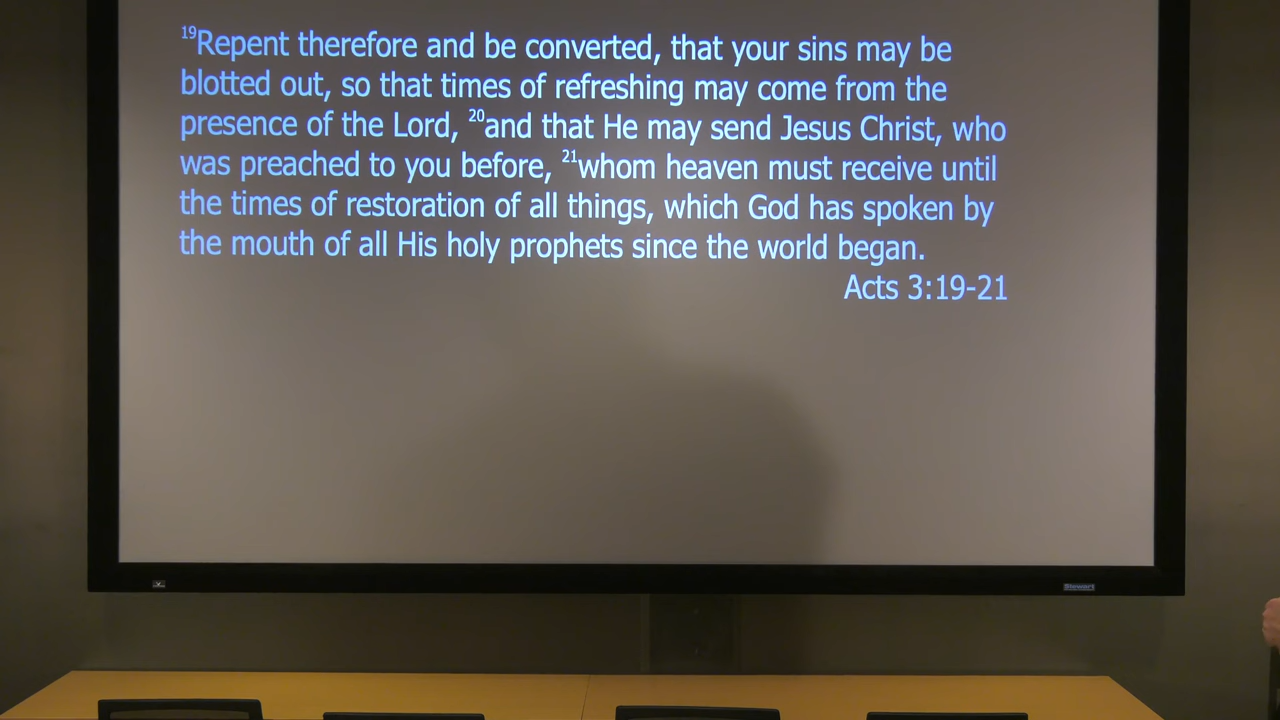 ¹⁹Repent therefore and be converted, that your sins may be
blotted out, so that times of refreshing may come from the
presence of the Lord, ²⁰and that He may send Jesus Christ, who
was preached to you before, ²¹whom heaven must receive until
the times of restoration of all things, which God has spoken by
the mouth of all His holy prophets since the world began.
Acts 3:19-21
Stewart